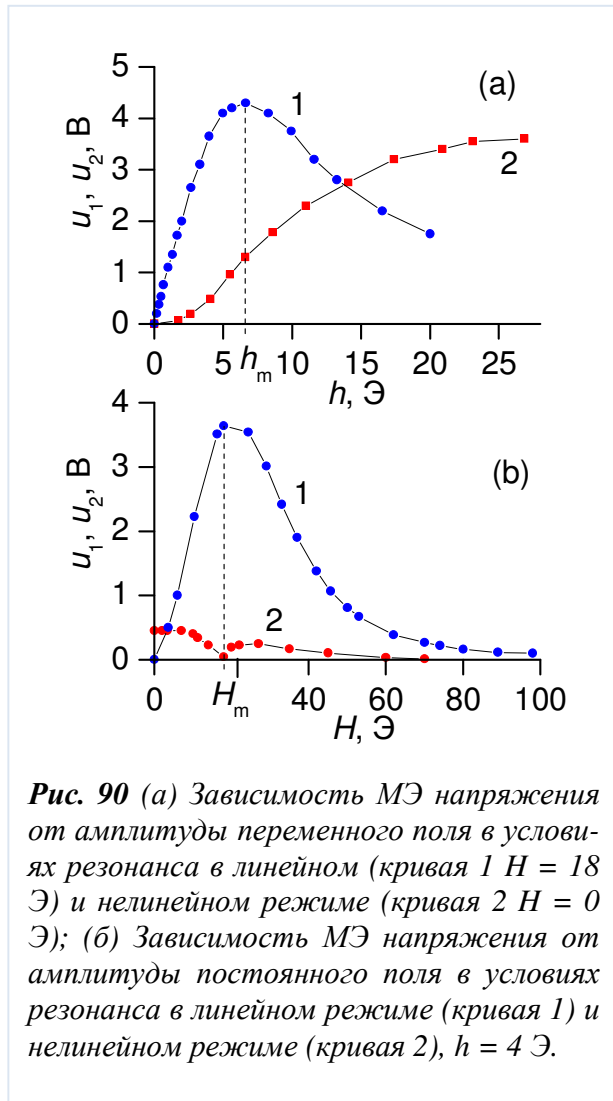 5
(a)
1
4
2
3
2
1
0
u₁, u₂, В
0 5 hₘ 10 15 20 25
h, Э
4
(b)
3
1
2
1
2
0
u₁, u₂, В
0 Hₘ 40 60 80 100
H, Э
Рис. 90 (а) Зависимость МЭ напряжения
от амплитуды переменного поля в услови-
ях резонанса в линейном (кривая 1 H = 18
Э) и нелинейном режиме (кривая 2 H = 0
Э); (б) Зависимость МЭ напряжения от
амплитуды постоянного поля в условиях
резонанса в линейном режиме (кривая 1) и
нелинейном режиме (кривая 2), h = 4 Э.